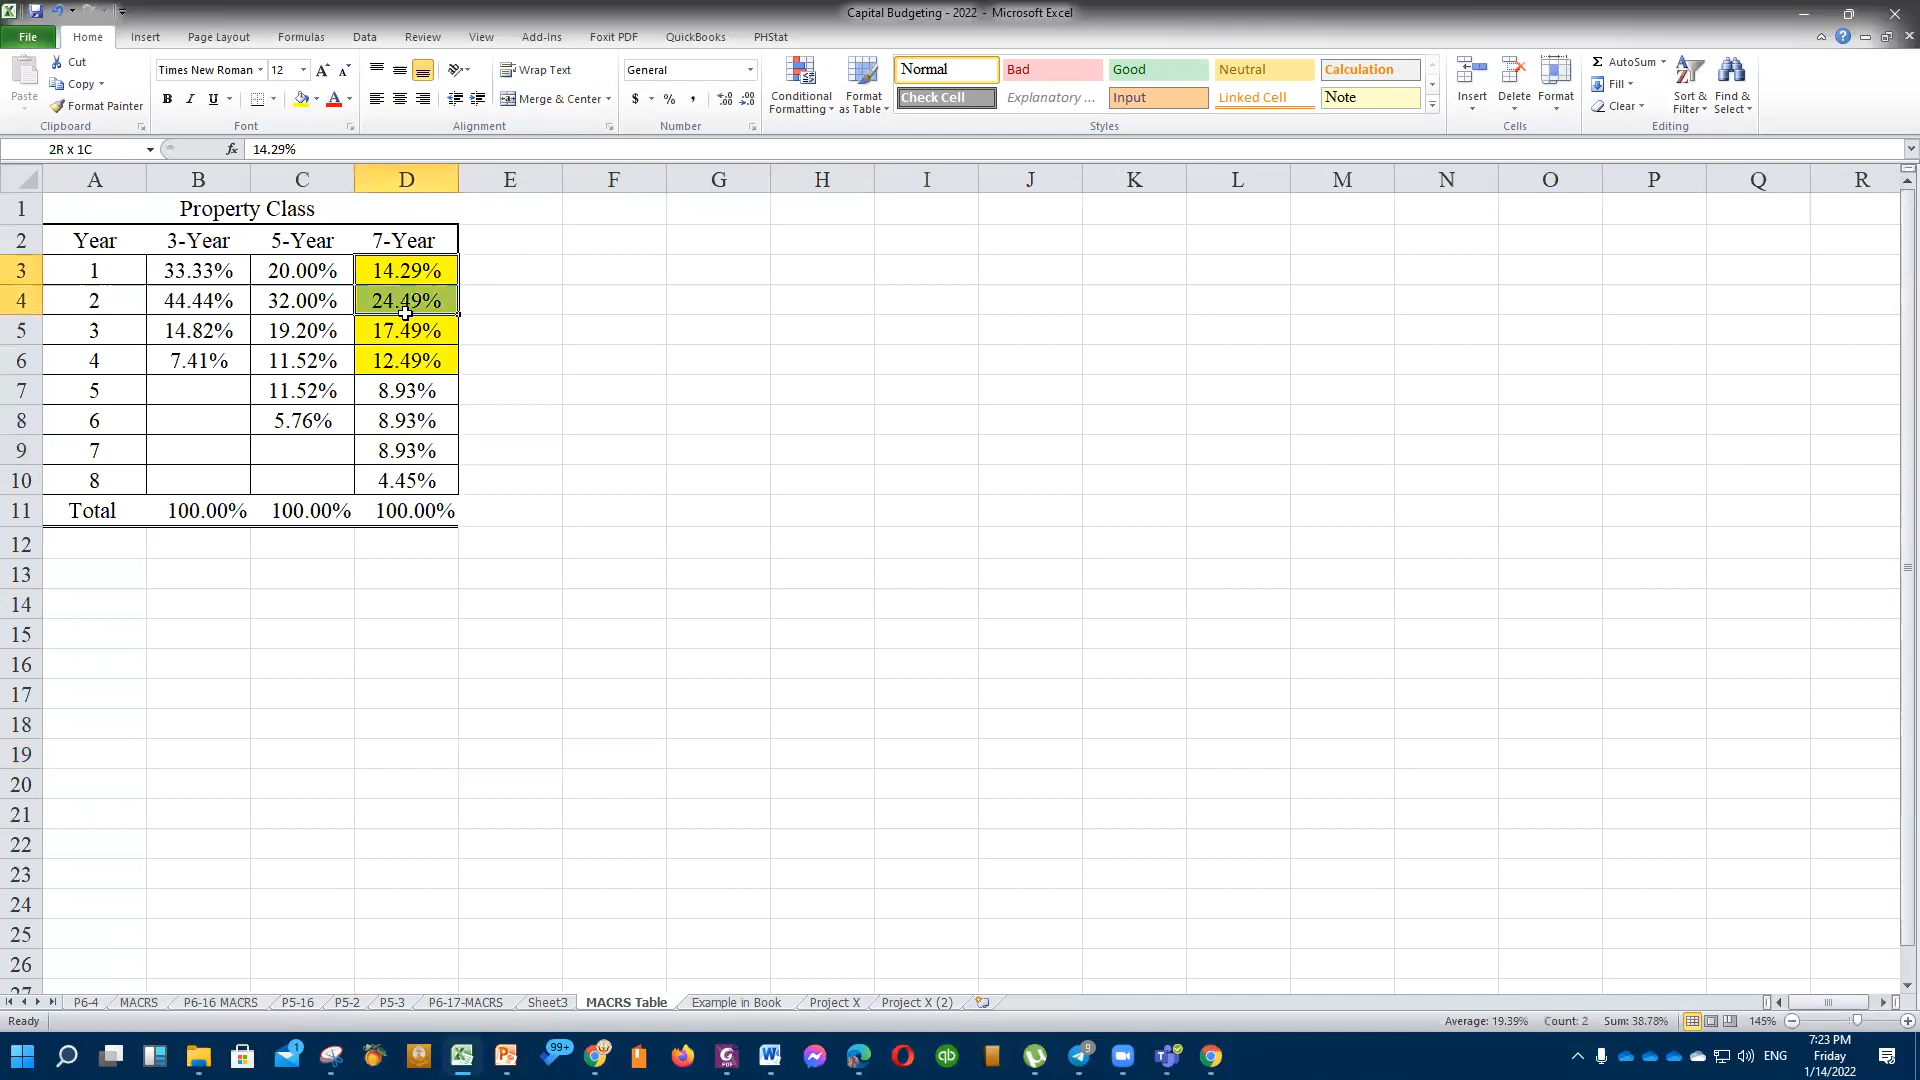 Capital Budgeting - 2022 - Microsoft Excel
File Home Insert Page Layout Formulas Data Review View Add-Ins Foxit PDF QuickBooks PHStat
Paste Cut Copy Format Painter
Times New Roman 12
B I U
Wrap Text
Merge & Center
General
$ % ,
Conditional Formatting Format as Table
Normal Bad Good Neutral Calculation
Check Cell Explanatory ... Input Linked Cell Note
Insert Delete Format
Σ AutoSum
Fill
Clear
Sort & Filter Find & Select
Clipboard Font Alignment Number Styles Cells Editing
2R x 1C fx 14.29%
A B C D E F G H I J K L M N O P Q R
1 Property Class
2 Year 3-Year 5-Year 7-Year
3 1 33.33% 20.00% 14.29%
4 2 44.44% 32.00% 24.49%
5 3 14.82% 19.20% 17.49%
6 4 7.41% 11.52% 12.49%
7 5 11.52% 8.93%
8 6 5.76% 8.93%
9 7 8.93%
10 8 4.45%
11 Total 100.00% 100.00% 100.00%
12
13
14
15
16
17
18
19
20
21
22
23
24
25
26
27
P6-4 MACRS P6-16 MACRS P5-16 P5-2 P5-3 P6-17-MACRS Sheet3 MACRS Table Example in Book Project X Project X (2)
Ready Average: 19.39% Count: 2 Sum: 38.78% 145%
1 99+ 9 ENG
7:23 PM
Friday
1/14/2022